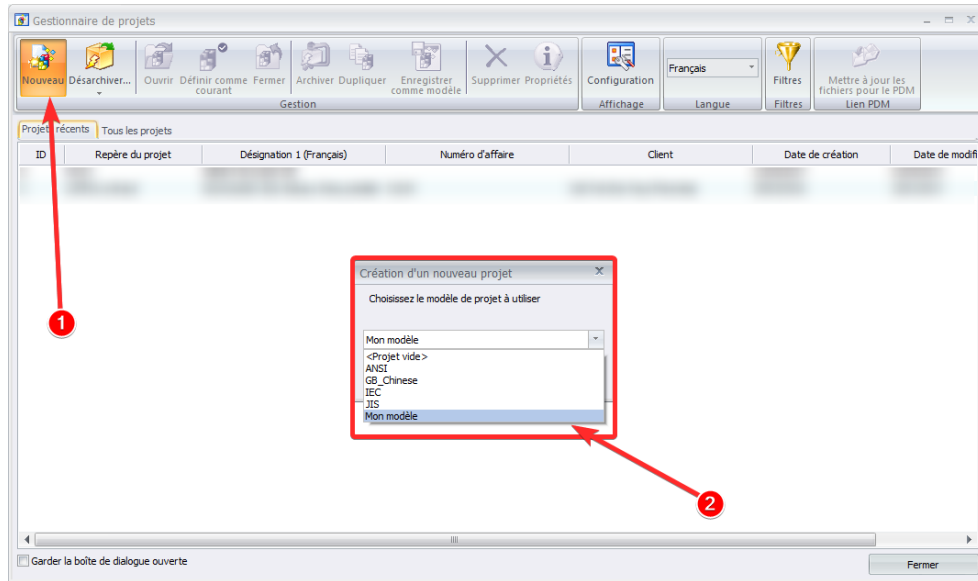 Gestionnaire de projets
Nouveau Désarchiver... Ouvrir Définir comme courant Fermer Archiver Dupliquer Enregistrer comme modèle Supprimer Propriétés Configuration Français Filtres Mettre à jour les fichiers pour le PDM
Gestion Affichage Langue Filtres Lien PDM
Projets récents Tous les projets
ID Repère du projet Désignation 1 (Français) Numéro d'affaire Client Date de création Date de modifi
Création d'un nouveau projet
Choisissez le modèle de projet à utiliser
1
Mon modèle
<Projet vide>
ANSI
GB_Chinese
IEC
JIS
Mon modèle
2
Garder la boîte de dialogue ouverte
Fermer